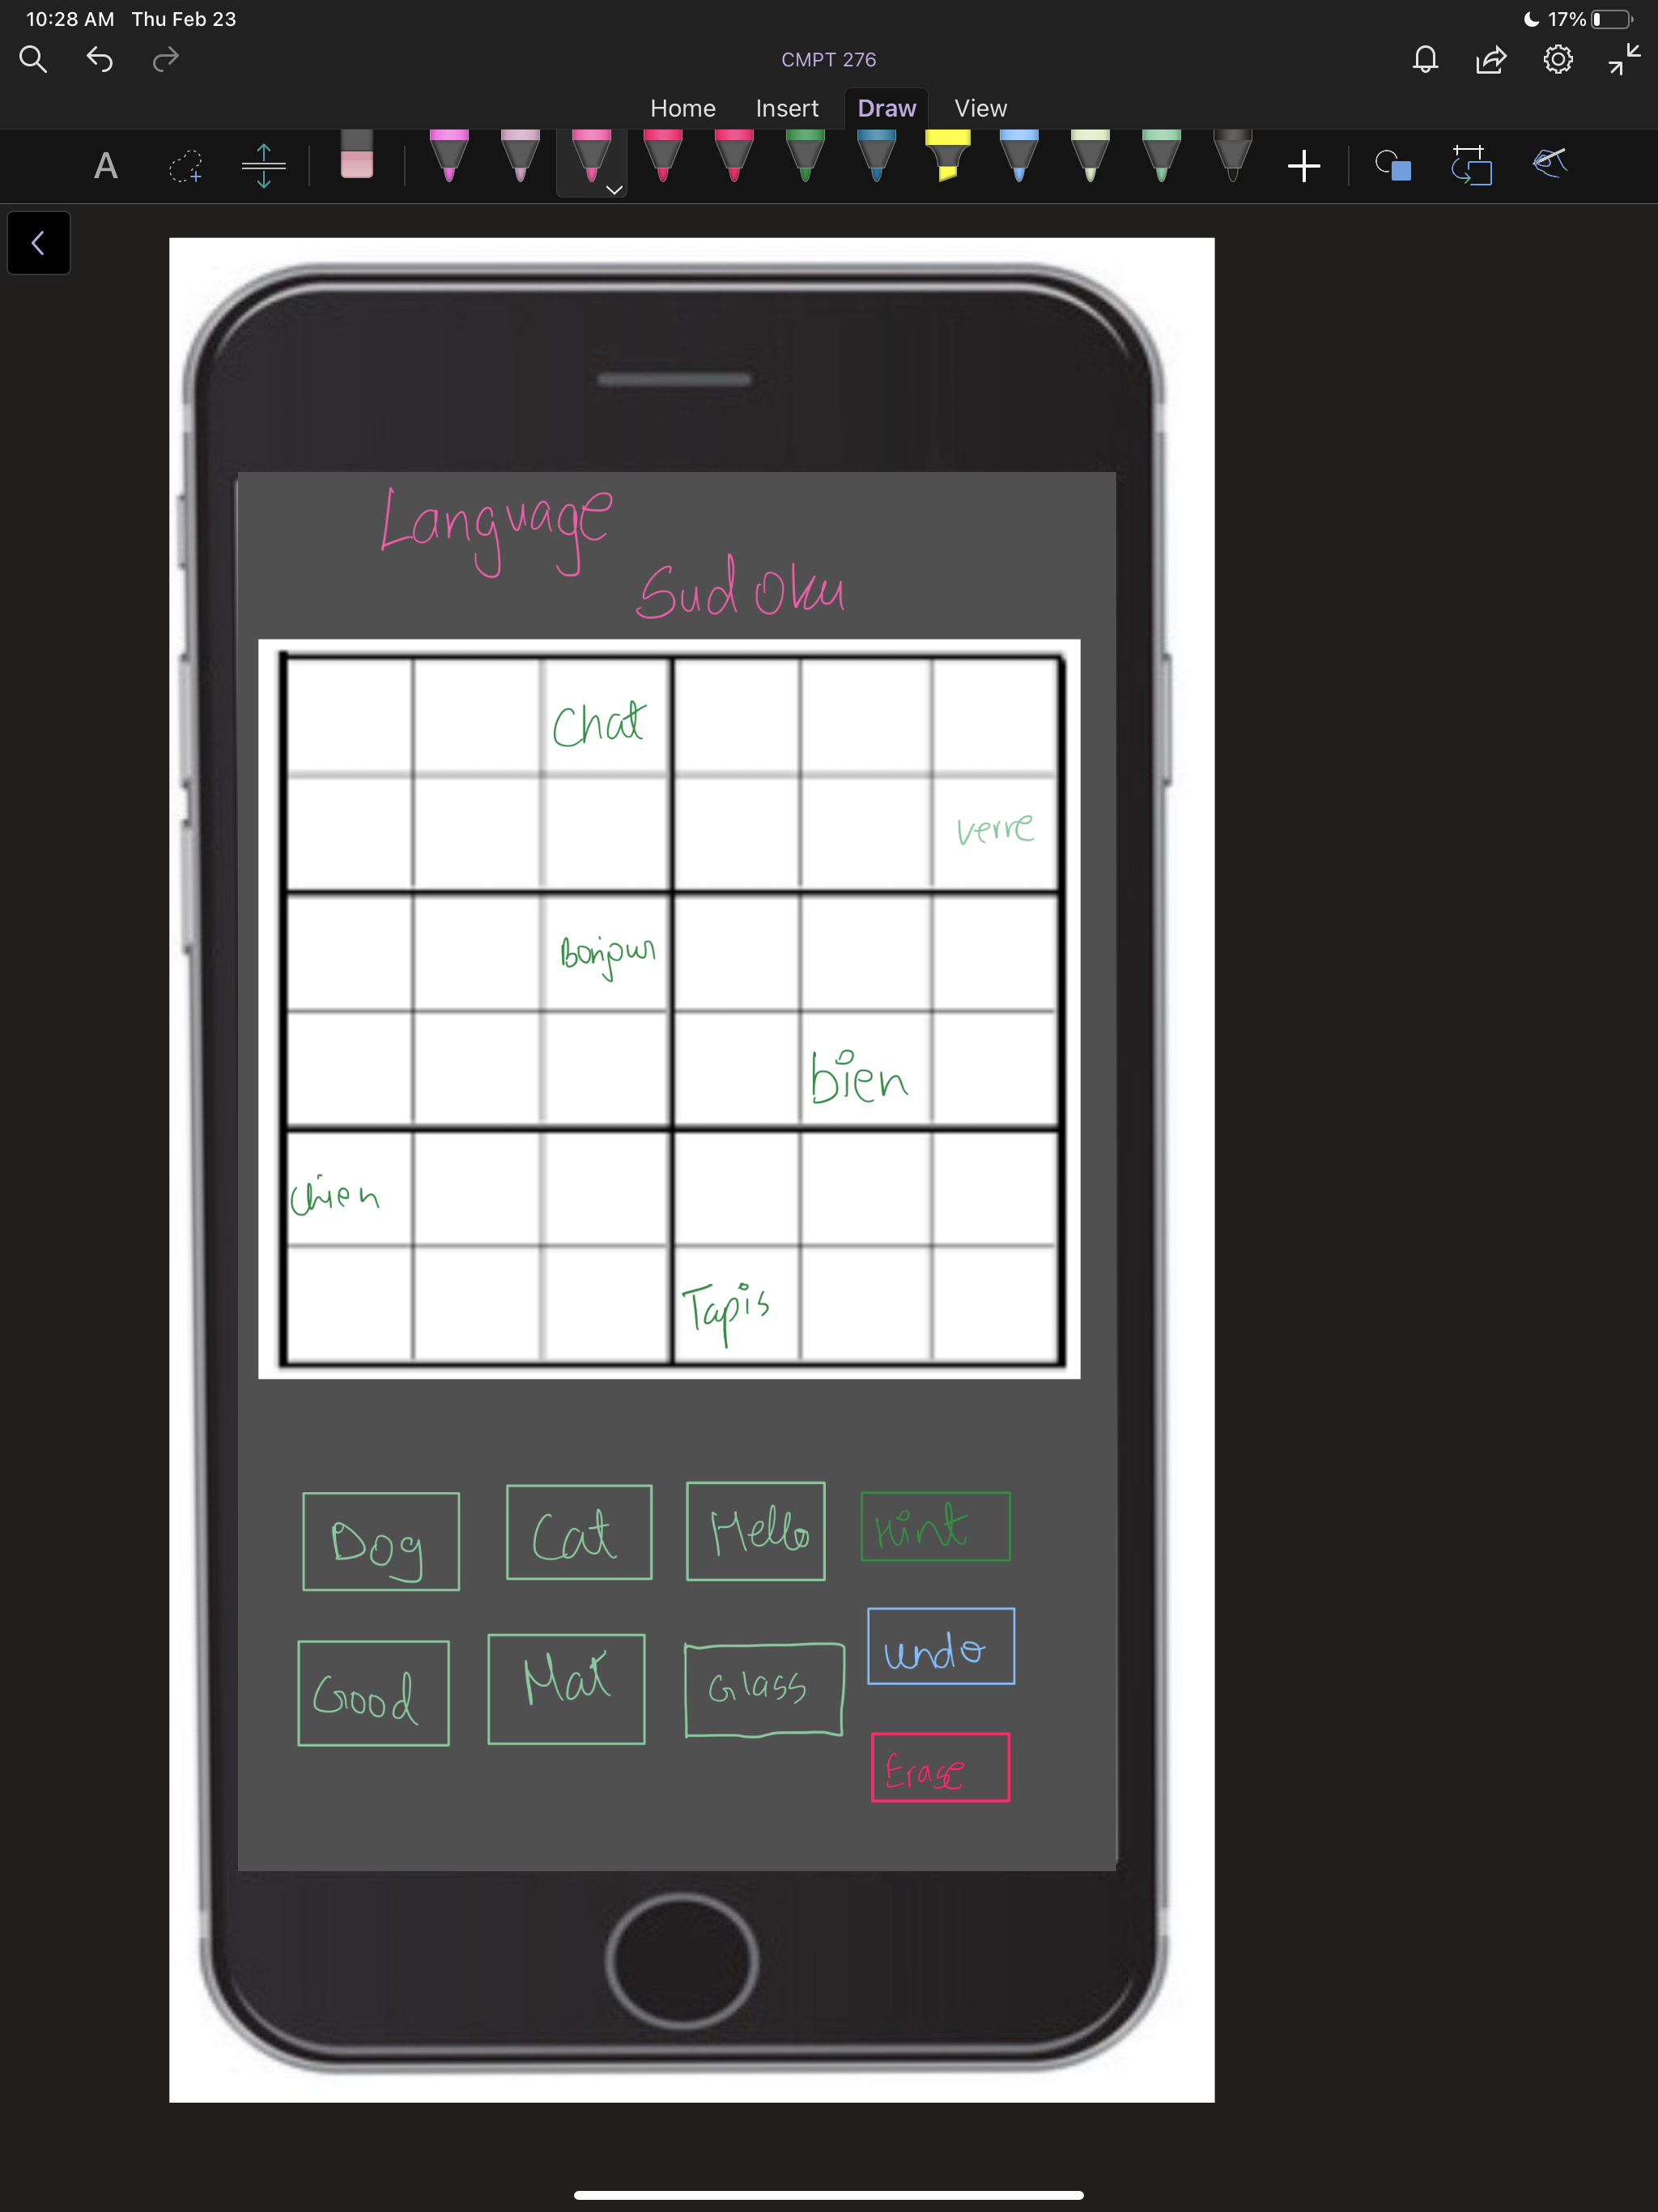 10:28 AM Thu Feb 23
17%
CMPT 276
Home Insert Draw View
A
Language
Sudoku
Chat
verre
Bonjour
bien
chien
Tapis
Dog Cat Hello Hint
Good Mat Glass undo
Erase